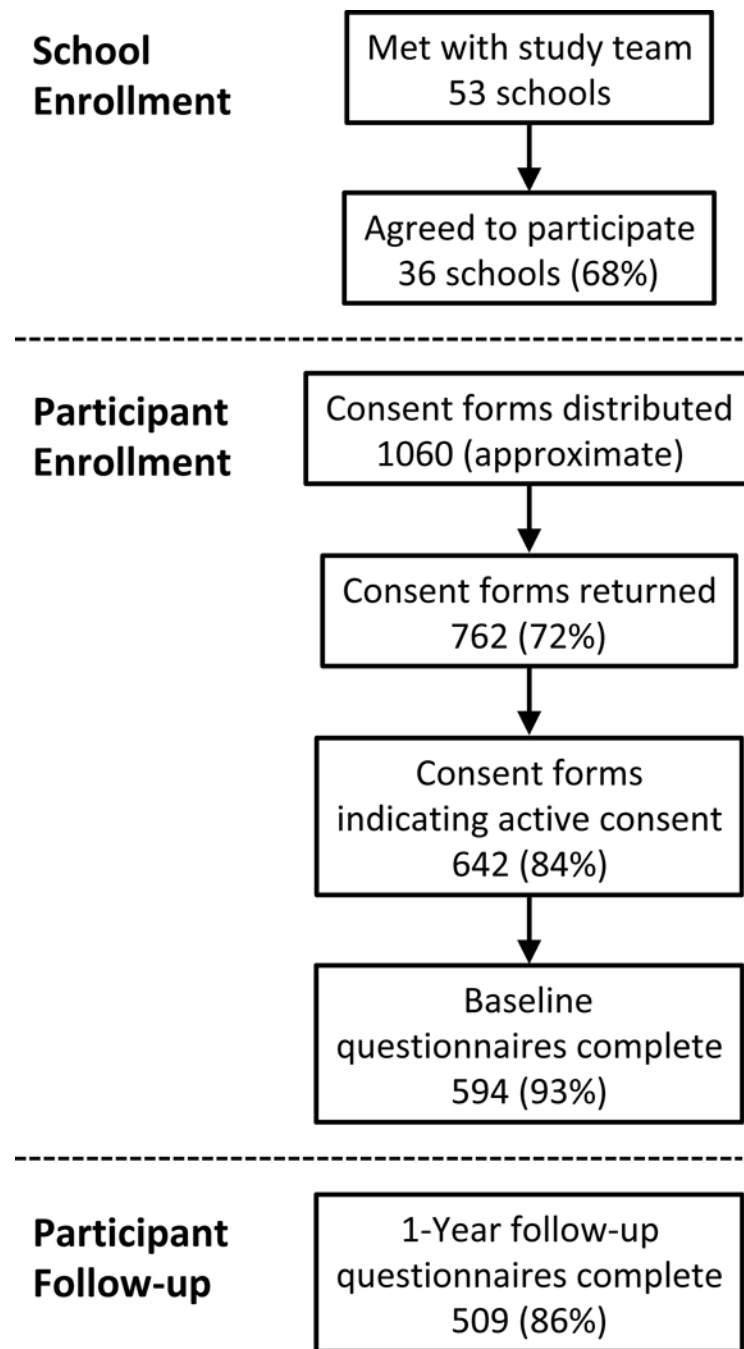 School
Enrollment
Met with study team
53 schools
Agreed to participate
36 schools (68%)
Participant
Enrollment
Consent forms distributed
1060 (approximate)
Consent forms returned
762 (72%)
Consent forms
indicating active consent
642 (84%)
Baseline
questionnaires complete
594 (93%)
Participant
Follow-up
1-Year follow-up
questionnaires complete
509 (86%)